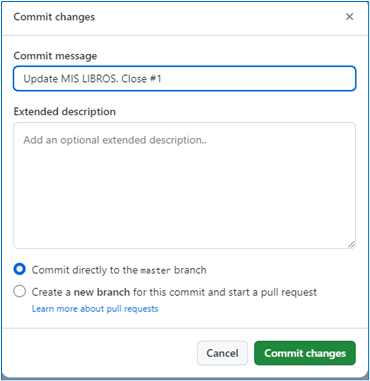 Commit changes
Commit message
Update MIS LIBROS. Close #1
Extended description
Add an optional extended description..
Commit directly to the master branch
Create a new branch for this commit and start a pull request
Learn more about pull requests
Cancel
Commit changes